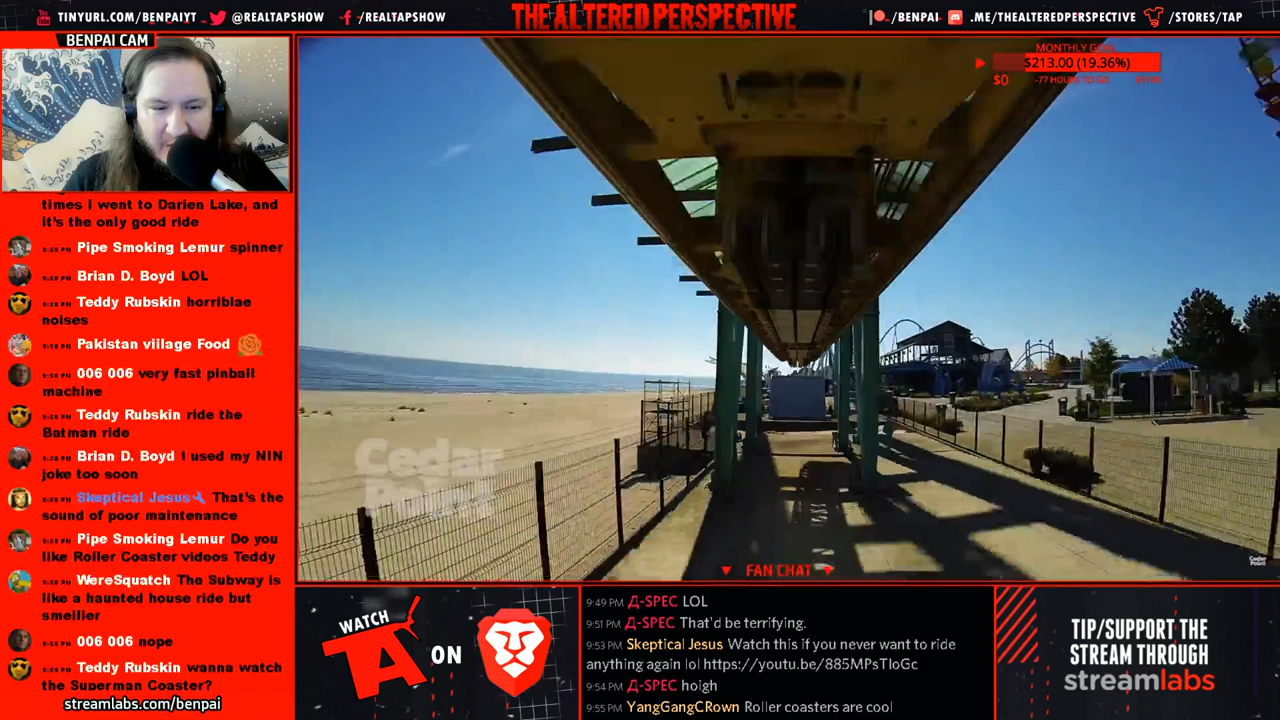 TINYURL.COM/BENPAIYT @REALTAPSHOW /REALTAPSHOW
THE ALTERED PERSPECTIVE
/BENPAI .ME/THEALTEREDPERSPECTIVE /STORES/TAP
BENPAI CAM
times I went to Darien Lake, and
it's the only good ride
Pipe Smoking Lemur spinner
Brian D. Boyd LOL
Teddy Rubskin horriblae
noises
Pakistan viilage Food
006 006 very fast pinball
machine
Teddy Rubskin ride the
Batman ride
Brian D. Boyd I used my NIN
joke too soon
Skeptical Jesus That's the
sound of poor maintenance
Pipe Smoking Lemur Do you
like Roller Coaster videos Teddy
WereSquatch The Subway is
like a haunted house ride but
smellier
006 006 nope
Teddy Rubskin wanna watch
the Superman Coaster?
streamlabs.com/benpai
MONTHLY GOAL
$213.00 (19.36%)
$0 -77 HOURS TO GO
Cedar
Point
Cedar
Point
FAN CHAT
WATCH
ON
9:49 PM Д-SPEC LOL
9:51 PM Д-SPEC That'd be terrifying.
9:53 PM Skeptical Jesus Watch this if you never want to ride
anything again lol https://youtu.be/885MPsTloGc
9:54 PM Д-SPEC hoigh
9:55 PM YangGangCRown Roller coasters are cool
TIP/SUPPORT THE
STREAM THROUGH
streamlabs